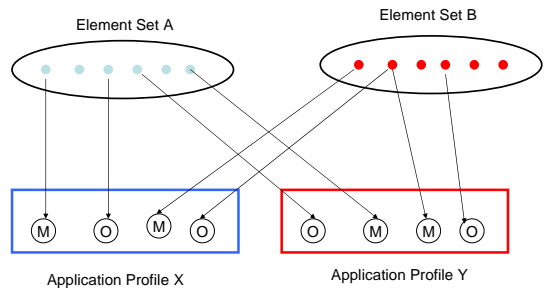 Element Set A
Element Set B
M O M O
O M M O
Application Profile X
Application Profile Y